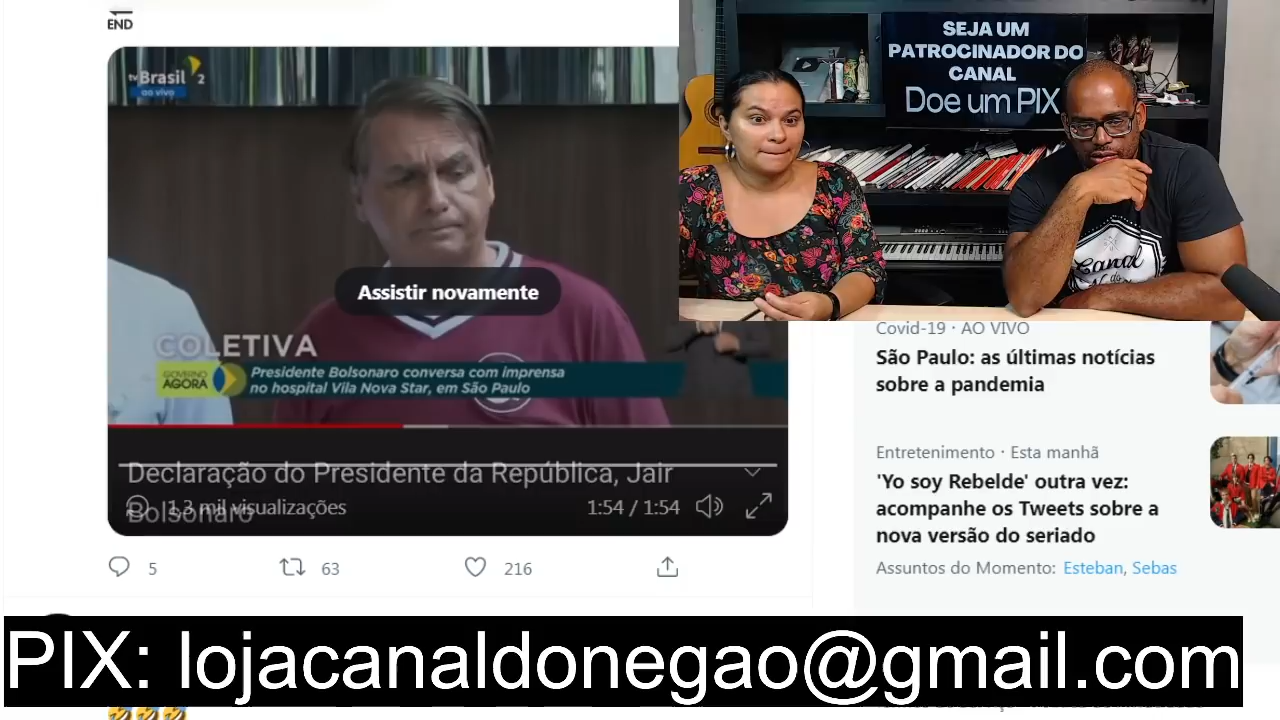 END
tv Brasil 2
ao vivo
SEJA UM
PATROCINADOR DO
CANAL
Doe um PIX
Canal
Assistir novamente
COLETIVA
GOVERNO
AGORA
Presidente Bolsonaro conversa com imprensa
no hospital Vila Nova Star, em São Paulo
Declaração do Presidente da República, Jair
Bolsonaro
1,3 mil visualizações
1:54 / 1:54
5
63
216
Covid-19 · AO VIVO
São Paulo: as últimas notícias
sobre a pandemia
Entretenimento · Esta manhã
'Yo soy Rebelde' outra vez:
acompanhe os Tweets sobre a
nova versão do seriado
Assuntos do Momento: Esteban, Sebas
PIX: lojacanaldonegao@gmail.com